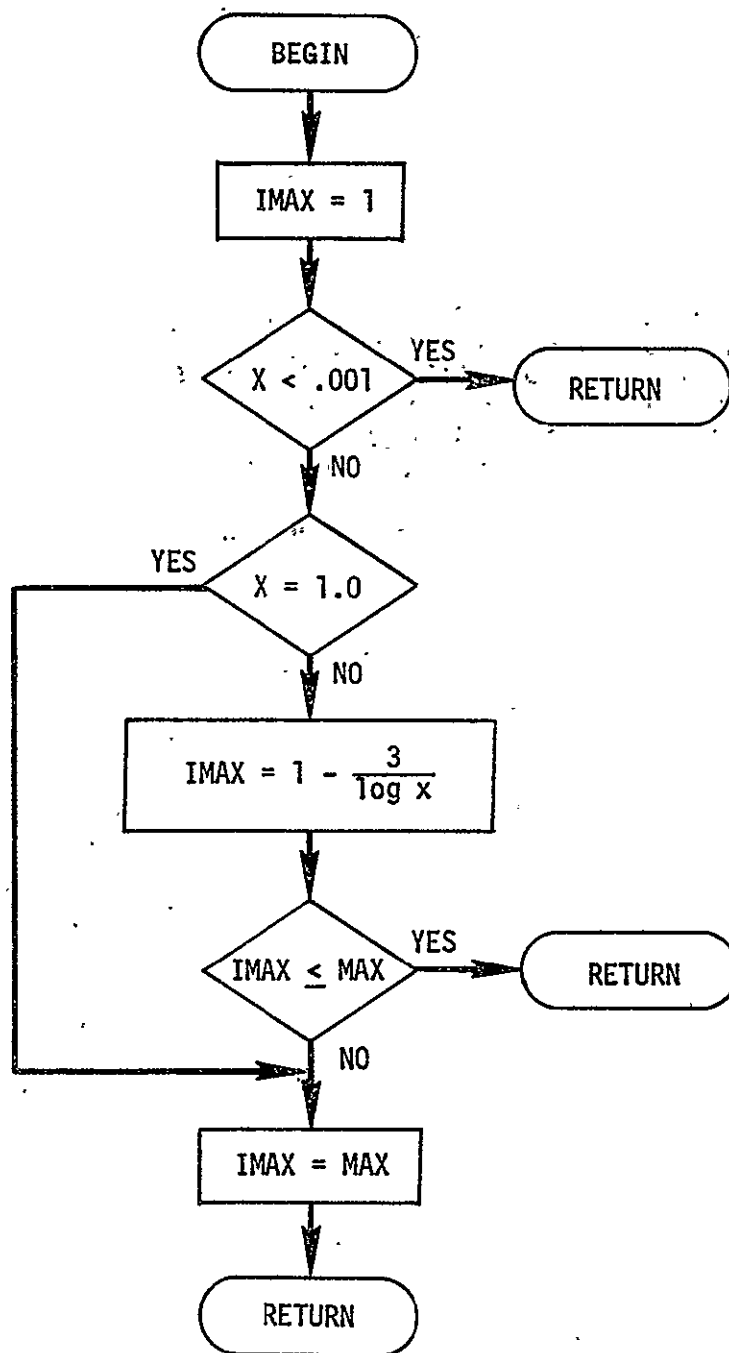 BEGIN
IMAX = 1
X < .001
YES
RETURN
NO
YES
X = 1.0
NO
IMAX = 1 - 3/log x
IMAX ≤ MAX
YES
RETURN
NO
IMAX = MAX
RETURN